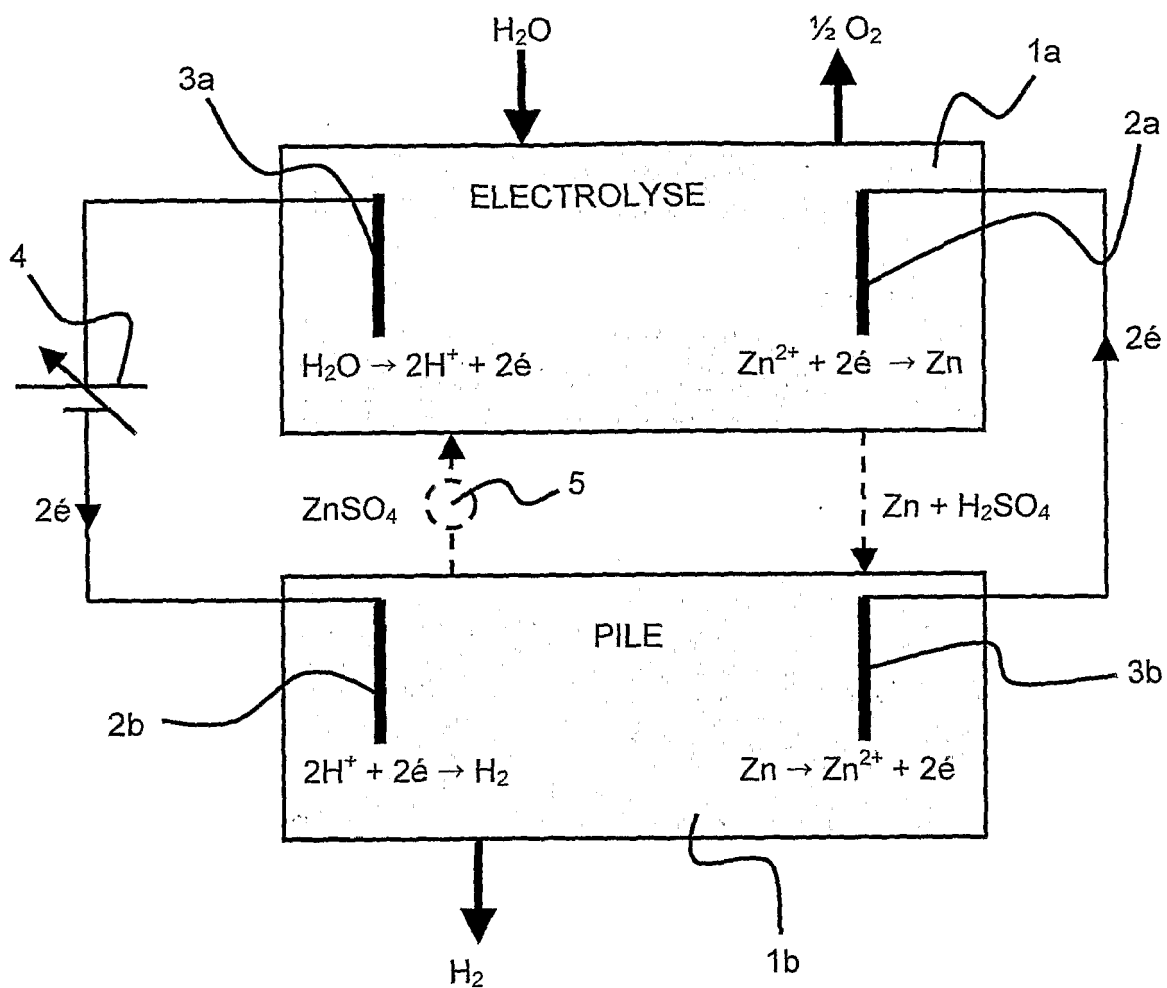 H₂O
½ O₂
1a
3a
2a
ELECTROLYSE
4
H₂O → 2H⁺ + 2é
Zn²⁺ + 2é → Zn
2é
5
2é
ZnSO₄
Zn + H₂SO₄
PILE
3b
2b
2H⁺ + 2é → H₂
Zn → Zn²⁺ + 2é
1b
H₂